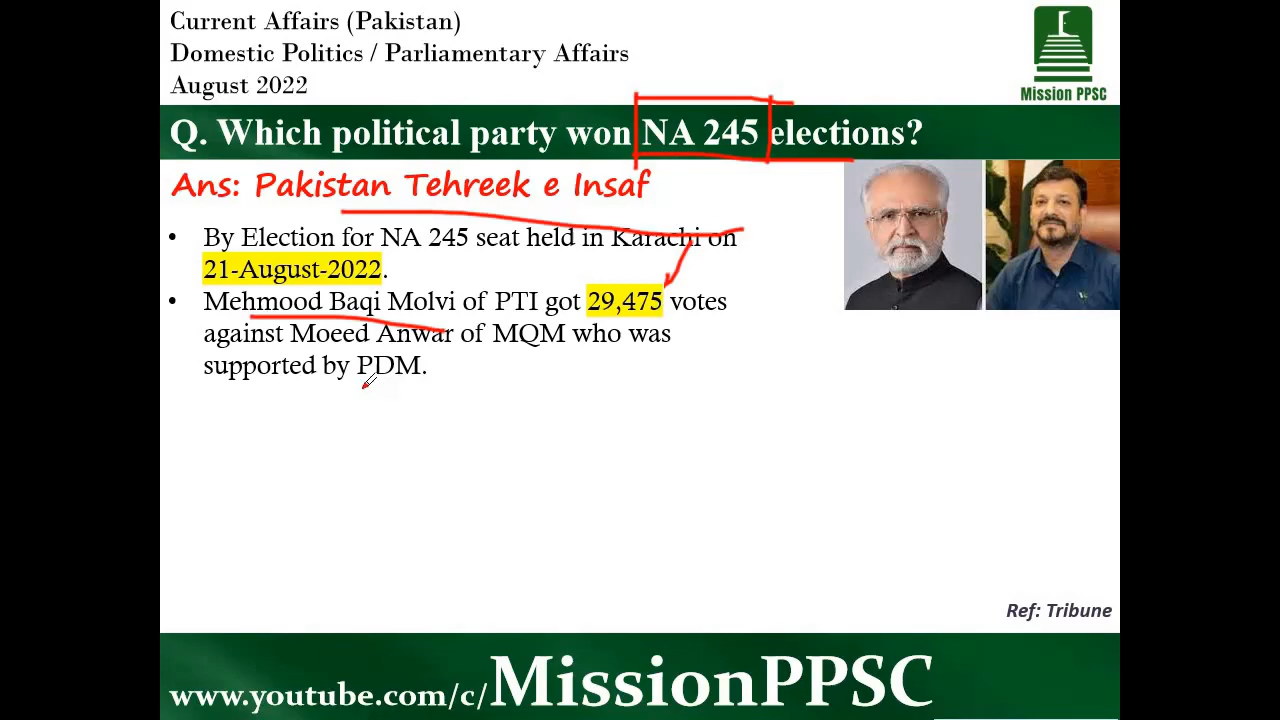 Current Affairs (Pakistan)
Domestic Politics / Parliamentary Affairs
August 2022
Mission PPSC
Q. Which political party won NA 245 elections?
Ans: Pakistan Tehreek e Insaf
• By Election for NA 245 seat held in Karachi on
21-August-2022.
• Mehmood Baqi Molvi of PTI got 29,475 votes
against Moeed Anwar of MQM who was
supported by PDM.
Ref: Tribune
www.youtube.com/c/MissionPPSC